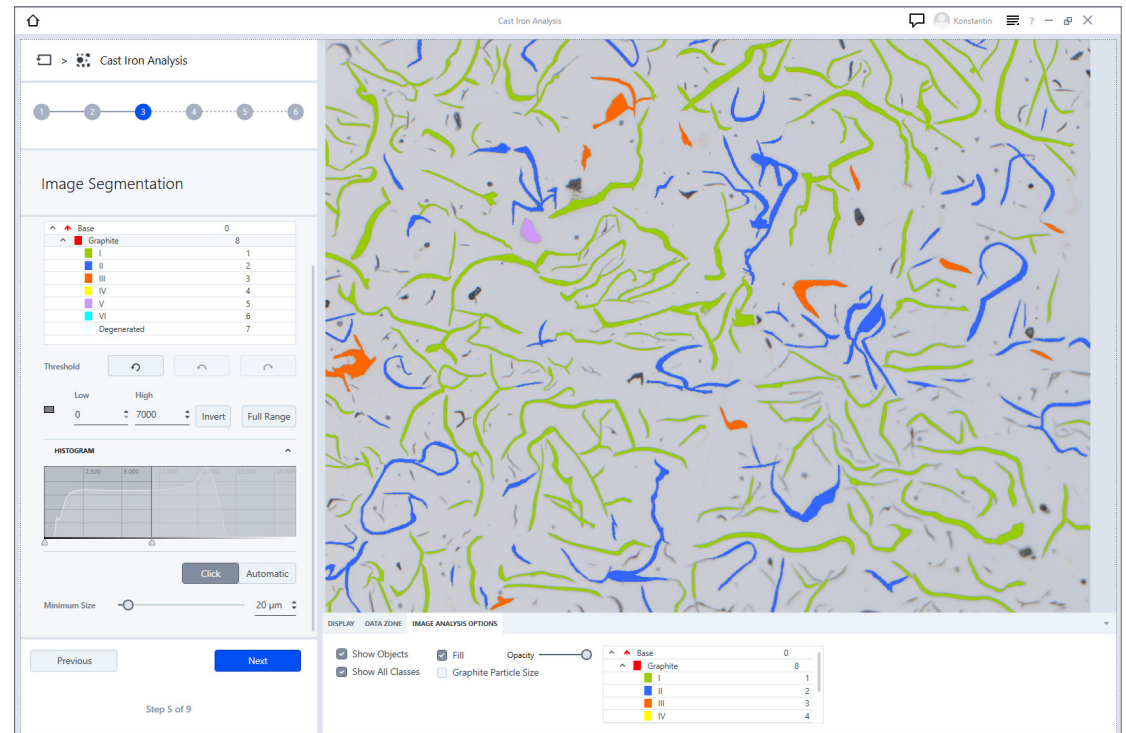 Cast Iron Analysis
Konstantin
?
> Cast Iron Analysis
1 2 3 4 5 6
Image Segmentation
Base 0
Graphite 8
I 1
II 2
III 3
IV 4
V 5
VI 6
Degenerated 7
Threshold
Low High
0 7000 Invert Full Range
HISTOGRAM
2.500 5.000
Click Automatic
Minimum Size 20 µm
Previous Next
Step 5 of 9
DISPLAY DATA ZONE IMAGE ANALYSIS OPTIONS
Show Objects Fill Opacity
Show All Classes Graphite Particle Size
Base 0
Graphite 8
I 1
II 2
III 3
IV 4